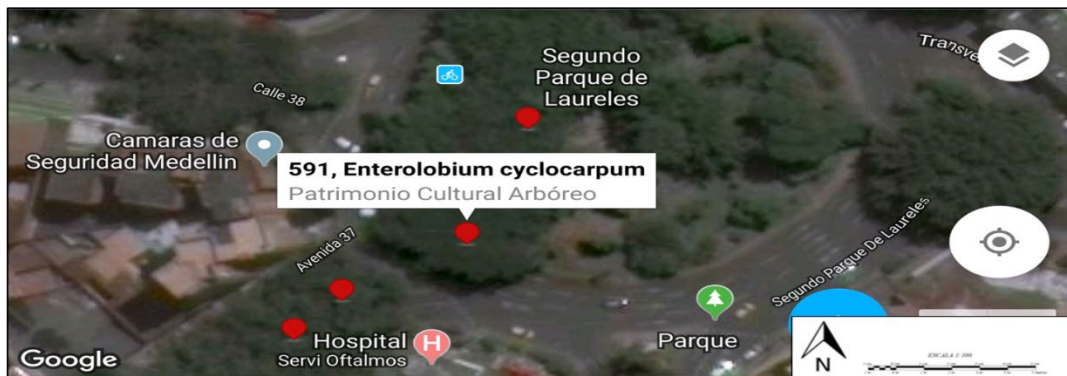 Segundo
Parque de
Laureles
Transve
Calle 38
Camaras de
Seguridad Medellin
591, Enterolobium cyclocarpum
Patrimonio Cultural Arbóreo
Avenida 37
Segundo Parque De Laureles
Hospital
Servi Oftalmos
H
Parque
Google
N